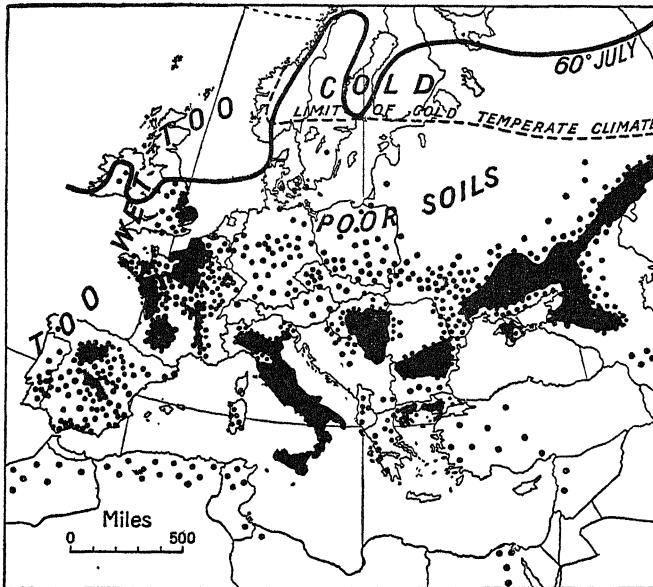 60° JULY
TOO COLD
LIMIT OF COLD TEMPERATE CLIMATE
TOO WET
POOR SOILS
Miles
0 500